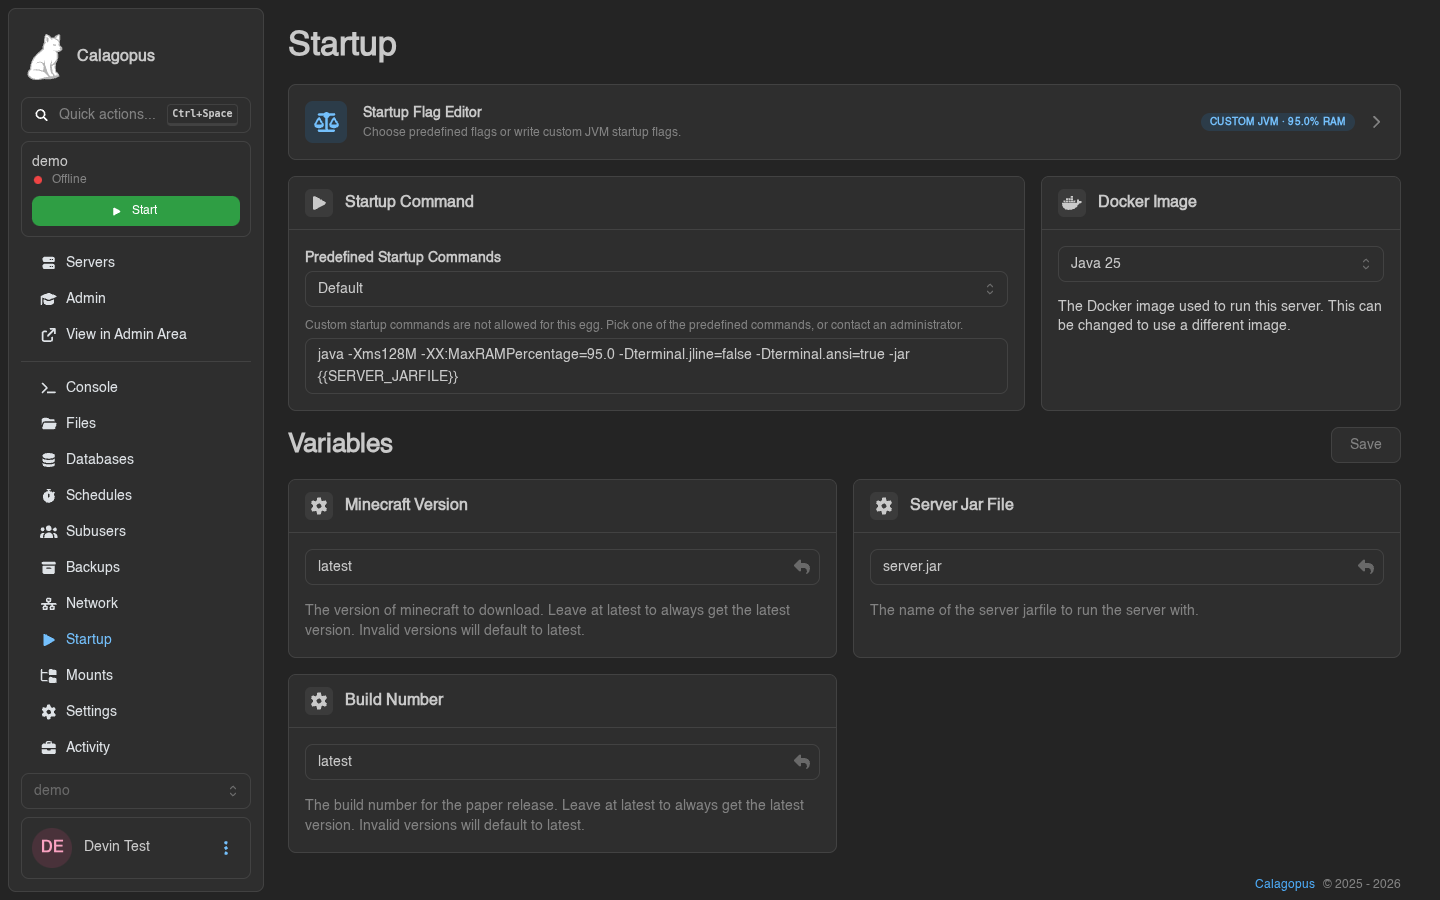 Calagopus
Quick actions... Ctrl+Space
demo
Offline
Start
Servers
Admin
View in Admin Area
Console
Files
Databases
Schedules
Subusers
Backups
Network
Startup
Mounts
Settings
Activity
demo
DE Devin Test
Startup
Startup Flag Editor
Choose predefined flags or write custom JVM startup flags.
CUSTOM JVM · 95.0% RAM
Startup Command
Predefined Startup Commands
Default
Custom startup commands are not allowed for this egg. Pick one of the predefined commands, or contact an administrator.
java -Xms128M -XX:MaxRAMPercentage=95.0 -Dterminal.jline=false -Dterminal.ansi=true -jar
{{SERVER_JARFILE}}
Docker Image
Java 25
The Docker image used to run this server. This can
be changed to use a different image.
Variables
Save
Minecraft Version
latest
The version of minecraft to download. Leave at latest to always get the latest
version. Invalid versions will default to latest.
Server Jar File
server.jar
The name of the server jarfile to run the server with.
Build Number
latest
The build number for the paper release. Leave at latest to always get the latest
version. Invalid versions will default to latest.
Calagopus © 2025 - 2026